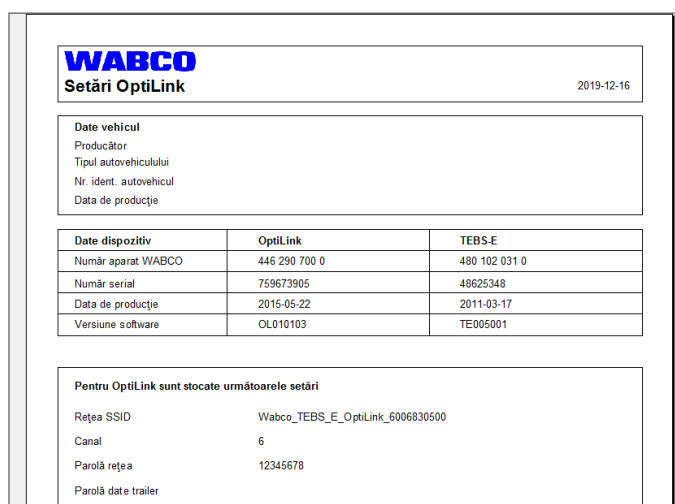 WABCO
Setări OptiLink
2019-12-16
Date vehicul
Producător
Tipul autovehiculului
Nr. ident. autovehicul
Data de producţie
Date dispozitiv OptiLink TEBS-E
Număr aparat WABCO 446 290 700 0 480 102 031 0
Număr serial 759673905 48625348
Data de producţie 2015-05-22 2011-03-17
Versiune software OL010103 TE005001
Pentru OptiLink sunt stocate următoarele setări
Reţea SSID Wabco_TEBS_E_OptiLink_6006830500
Canal 6
Parolă reţea 12345678
Parolă date trailer